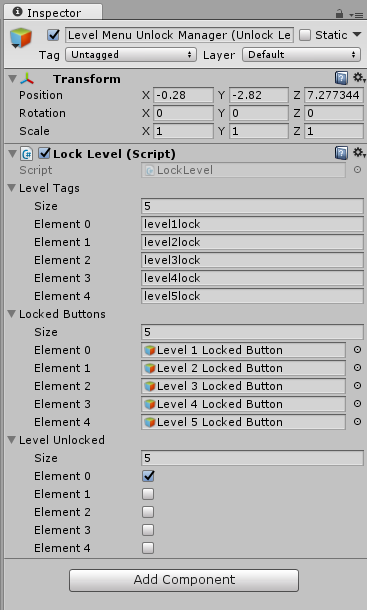 Inspector
Level Menu Unlock Manager (Unlock Le Static
Tag Untagged Layer Default
Transform
Position X -0.28 Y -2.82 Z 7.277344
Rotation X 0 Y 0 Z 0
Scale X 1 Y 1 Z 1
Lock Level (Script)
Script LockLevel
Level Tags
Size 5
Element 0 level1lock
Element 1 level2lock
Element 2 level3lock
Element 3 level4lock
Element 4 level5lock
Locked Buttons
Size 5
Element 0 Level 1 Locked Button
Element 1 Level 2 Locked Button
Element 2 Level 3 Locked Button
Element 3 Level 4 Locked Button
Element 4 Level 5 Locked Button
Level Unlocked
Size 5
Element 0
Element 1
Element 2
Element 3
Element 4
Add Component